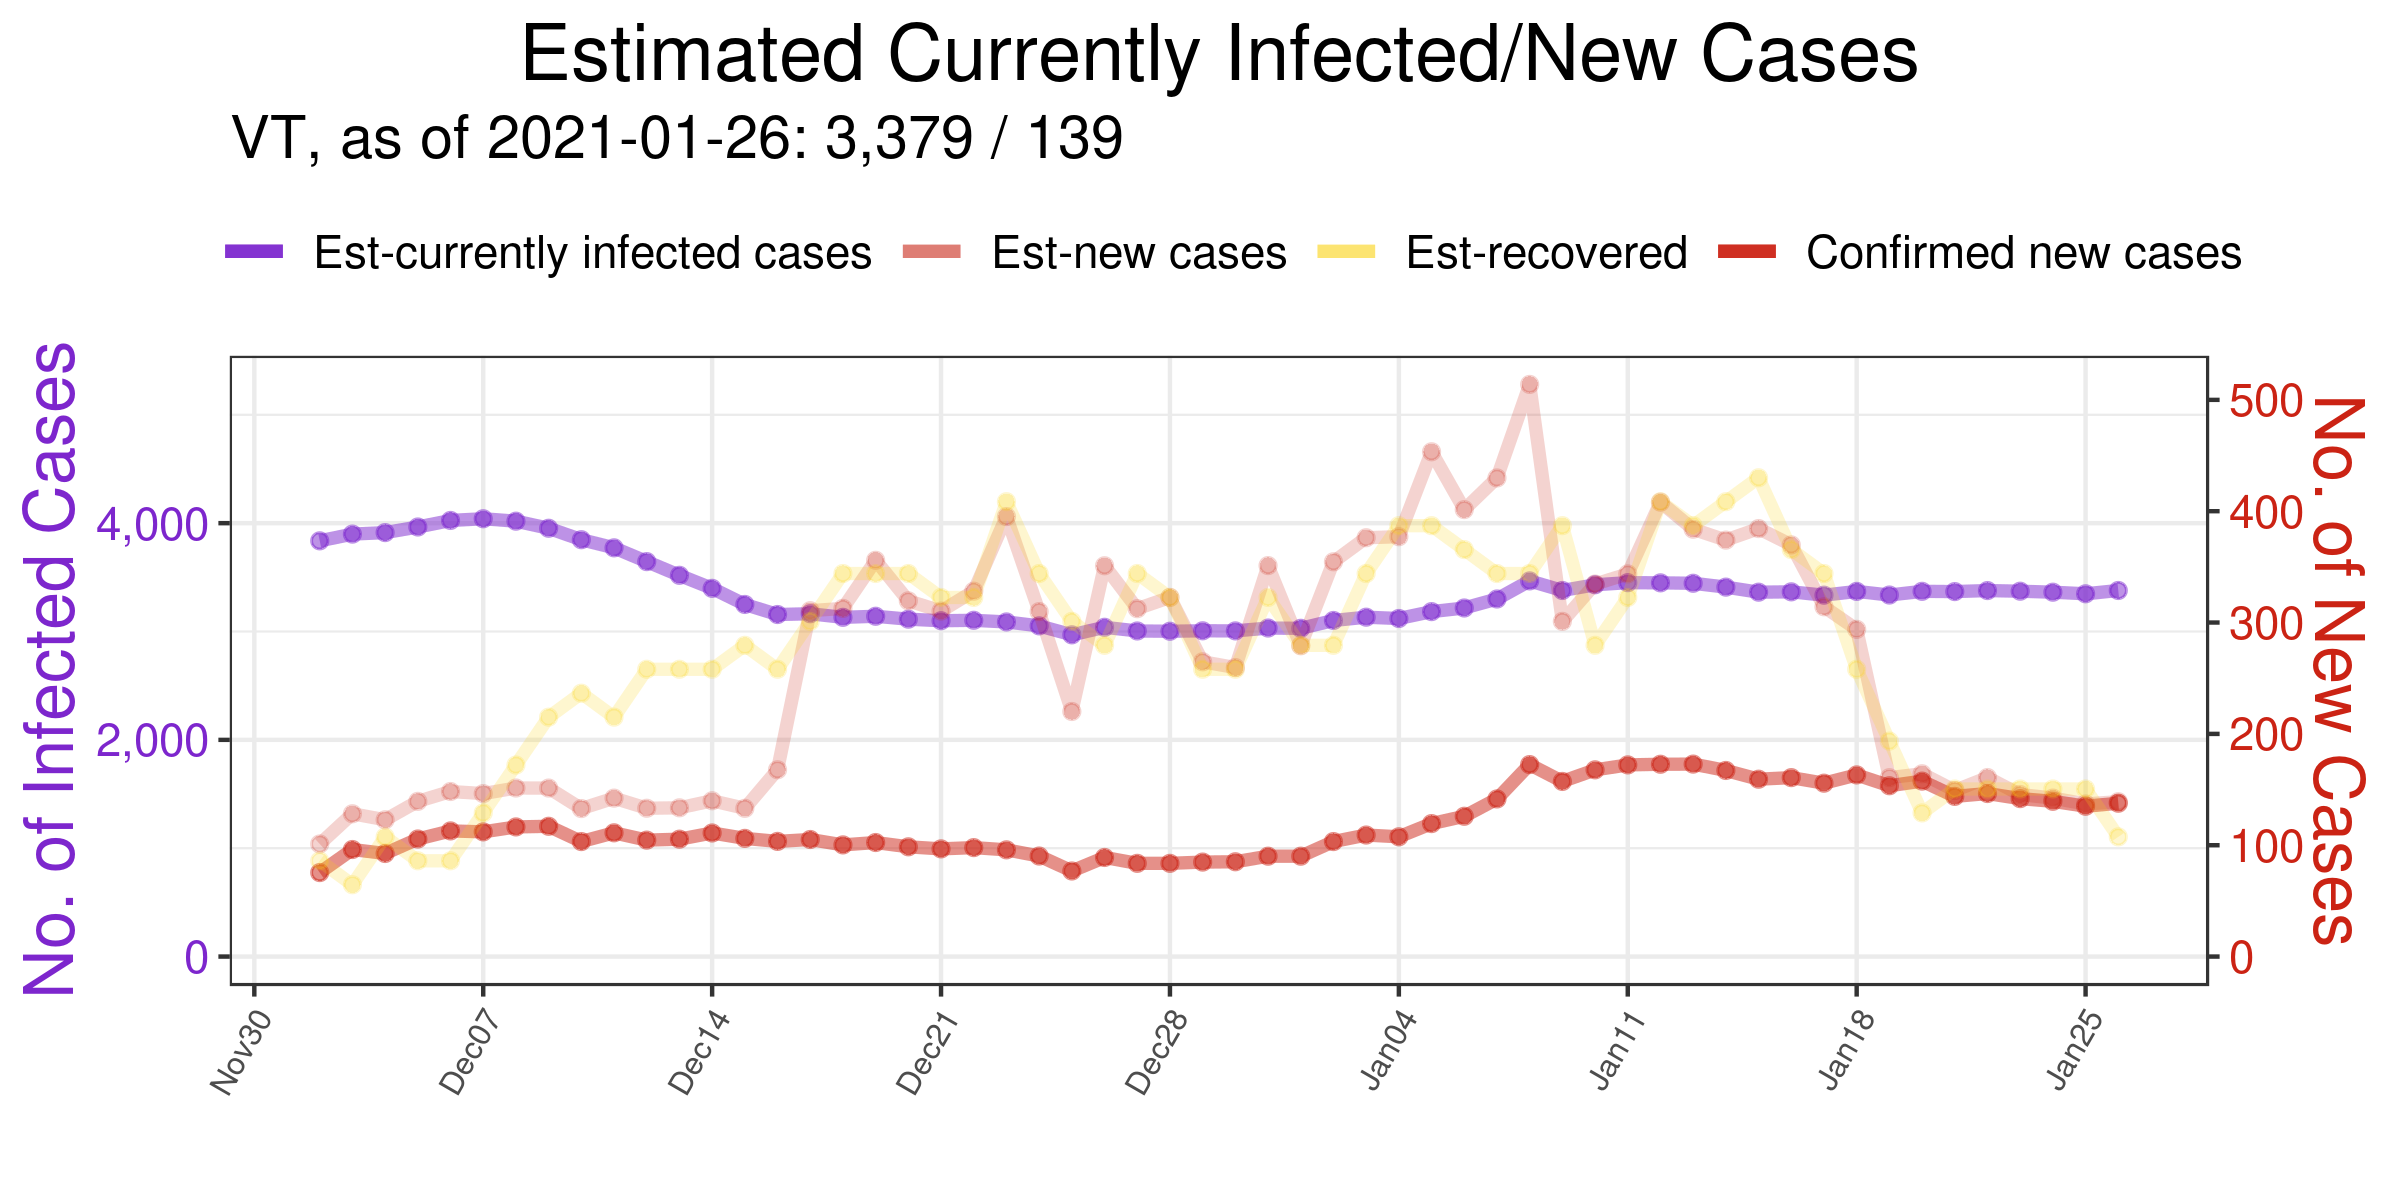 Estimated Currently Infected/New Cases
VT, as of 2021-01-26: 3,379 / 139
Est-currently infected cases Est-new cases Est-recovered Confirmed new cases
No. of Infected Cases
4,000
2,000
0
500
400
300
200
100
0
No. of New Cases
Nov30 Dec07 Dec14 Dec21 Dec28 Jan04 Jan11 Jan18 Jan25